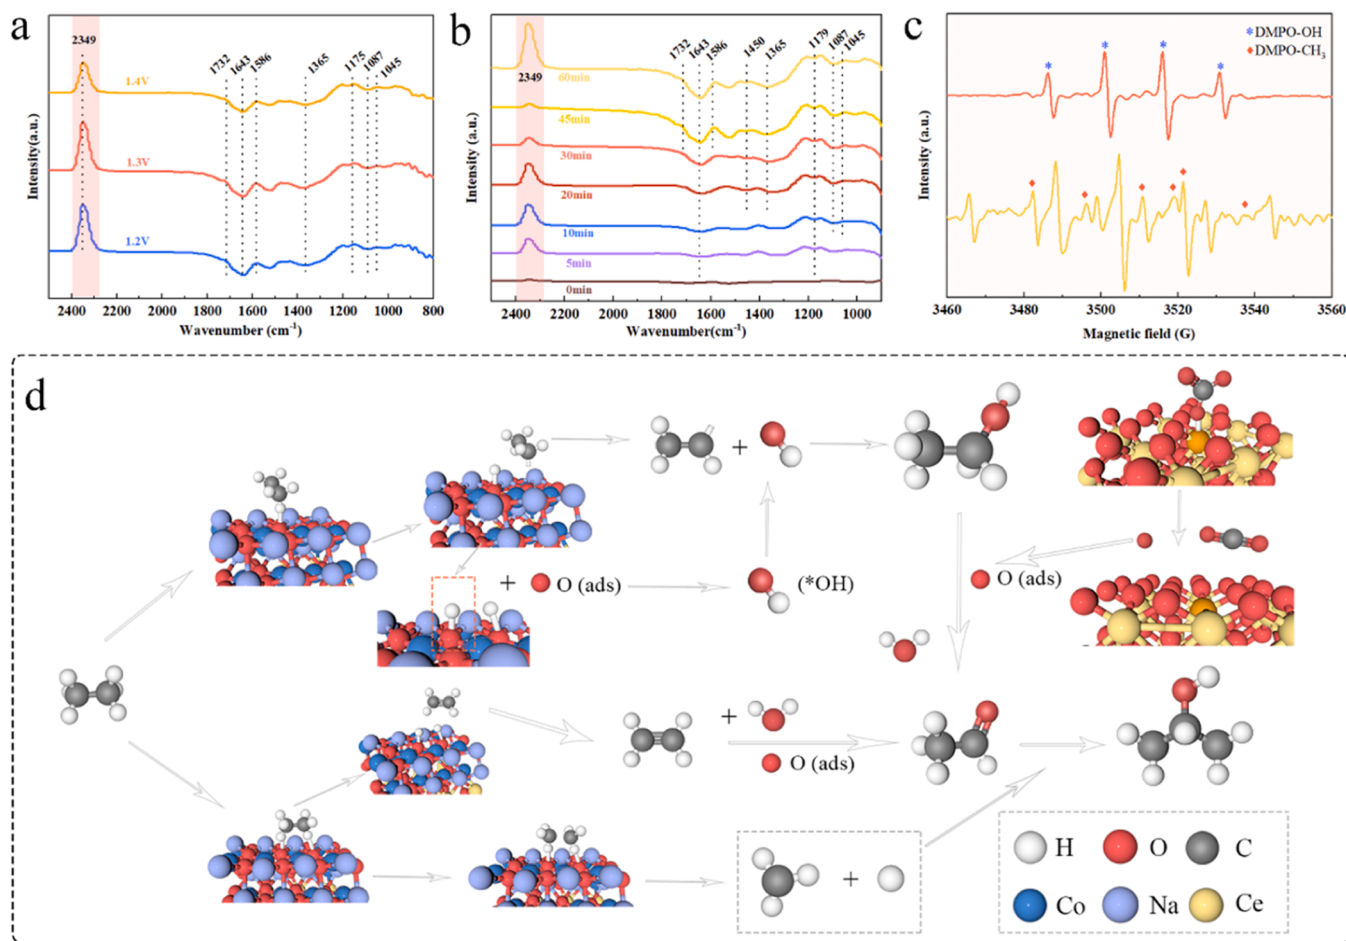 a
2349
1732
1643
1586
1365
1175
1087
1045
1.4V
1.3V
1.2V
Intensity(a.u.)
2400 2200 2000 1800 1600 1400 1200 1000 800
Wavenumber (cm-1)
b
2349
1732
1643
1586
1450
1365
1179
1087
1045
60min
45min
30min
20min
10min
5min
0min
Intensity (a.u.)
2400 2200 2000 1800 1600 1400 1200 1000
Wavenumber(cm-1)
c
* DMPO-OH
♦ DMPO-CH3
Intensity (a.u.)
3460 3480 3500 3520 3540 3560
Magnetic field (G)
d
+
+ O (ads)
(*OH)
O (ads)
+
O (ads)
+
H O C
Co Na Ce